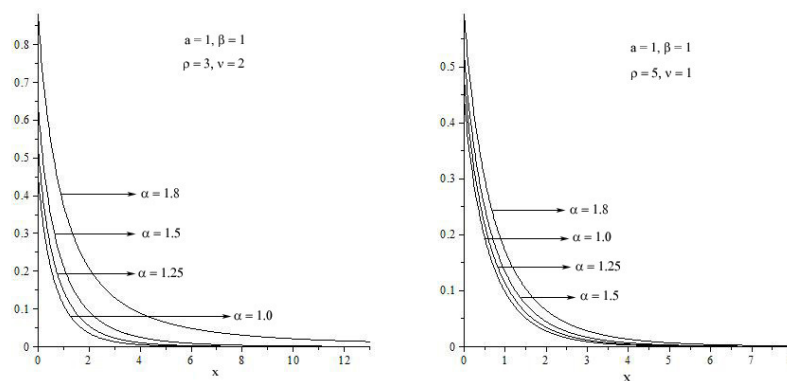 a = 1, β = 1
ρ = 3, ν = 2
0.8
0.7
0.6
0.5
0.4
0.3
0.2
0.1
0
α = 1.8
α = 1.5
α = 1.25
α = 1.0
0 2 4 6 8 10 12
x
a = 1, β = 1
ρ = 5, ν = 1
0.5
0.4
0.3
0.2
0.1
0
α = 1.8
α = 1.0
α = 1.25
α = 1.5
0 1 2 3 4 5 6 7 8
x